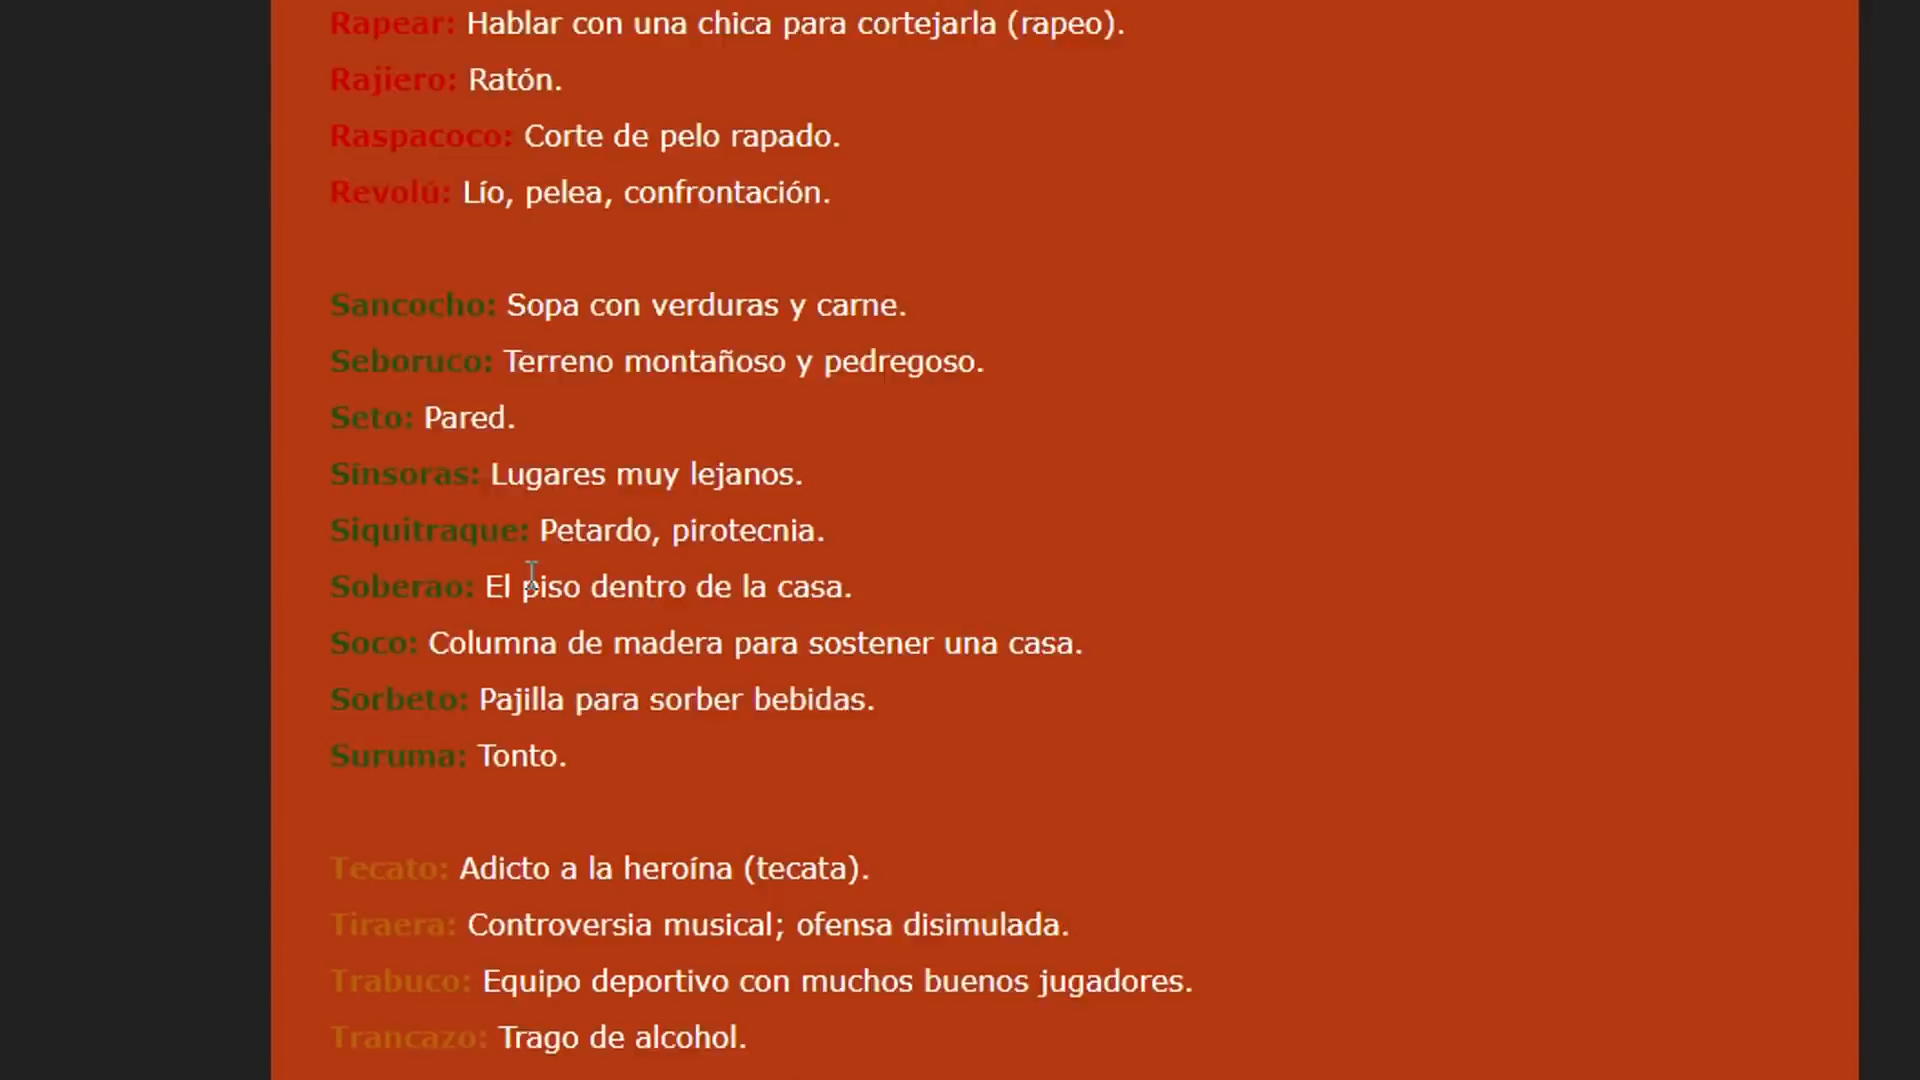 Rapear: Hablar con una chica para cortejarla (rapeo).
Rajiero: Ratón.
Raspacoco: Corte de pelo rapado.
Revolú: Lío, pelea, confrontación.
Sancocho: Sopa con verduras y carne.
Seboruco: Terreno montañoso y pedregoso.
Seto: Pared.
Sínsoras: Lugares muy lejanos.
Siquitraque: Petardo, pirotecnia.
Soberao: El piso dentro de la casa.
Soco: Columna de madera para sostener una casa.
Sorbeto: Pajilla para sorber bebidas.
Suruma: Tonto.
Tecato: Adicto a la heroína (tecata).
Tiraera: Controversia musical; ofensa disimulada.
Trabuco: Equipo deportivo con muchos buenos jugadores.
Trancazo: Trago de alcohol.